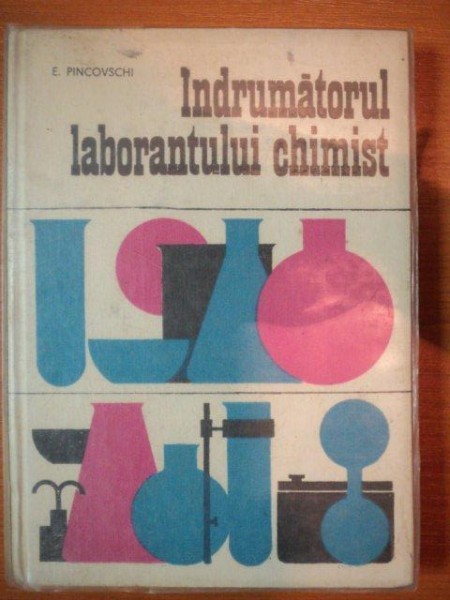 E. PINCOVSCHI
Indrumătorul
laborantului chimist